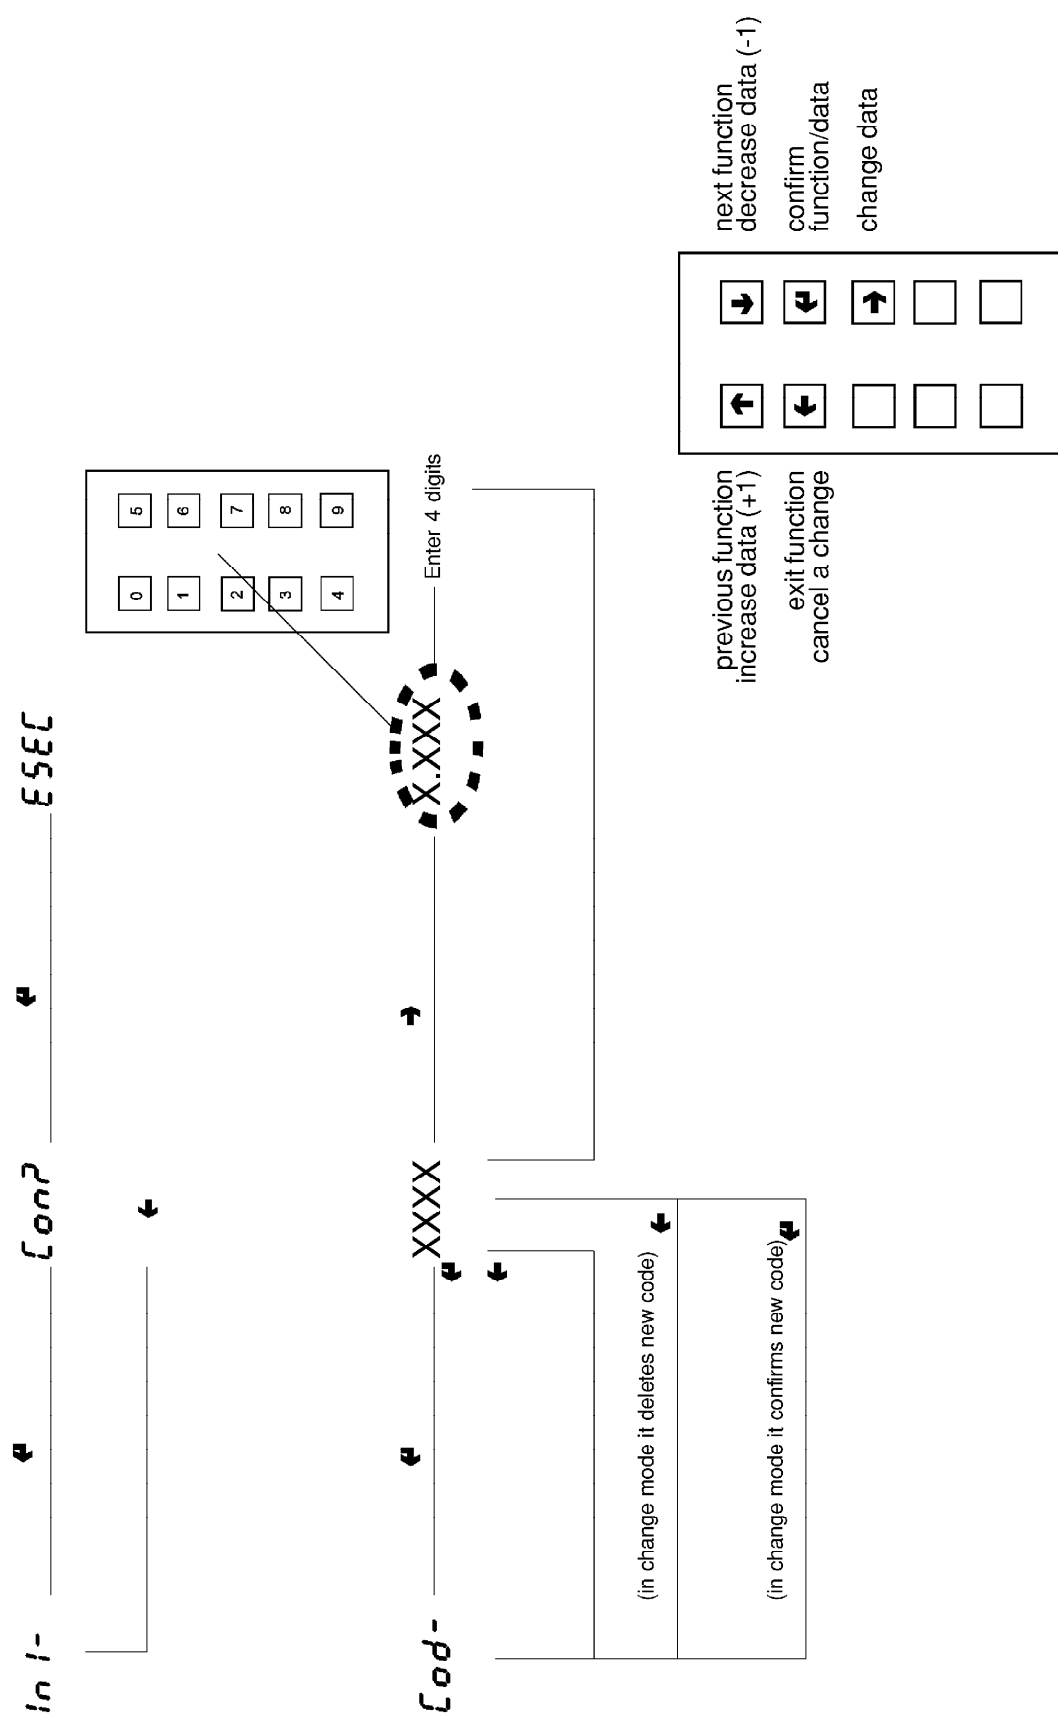 In I-
Con?
ESEC
0
5
1
6
2
7
3
8
4
9
Cod-
XXXX
X.XXX
Enter 4 digits
(in change mode it deletes new code)
(in change mode it confirms new code)
previous function
increase data (+1)
next function
decrease data (-1)
exit function
cancel a change
confirm
function/data
change data